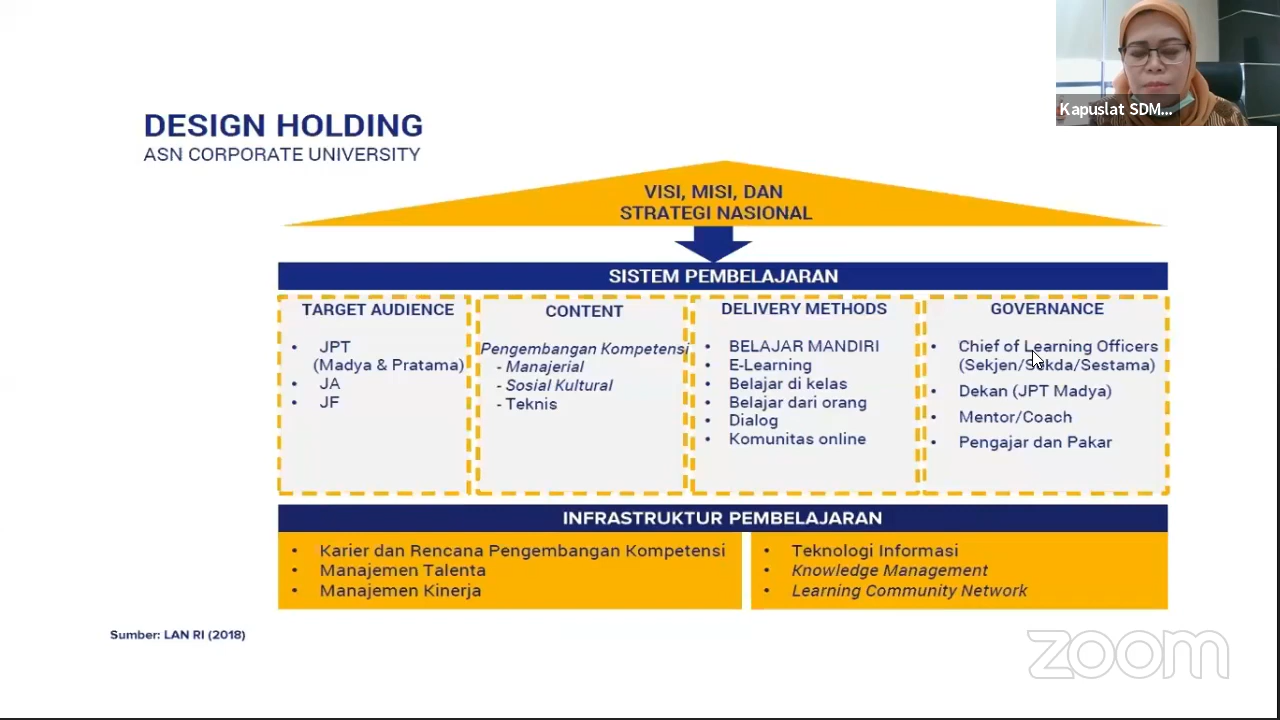 Kapuslat SDM...
DESIGN HOLDING
ASN CORPORATE UNIVERSITY
VISI, MISI, DAN
STRATEGI NASIONAL
SISTEM PEMBELAJARAN
TARGET AUDIENCE
• JPT
(Madya & Pratama)
• JA
• JF
CONTENT
Pengembangan Kompetensi
- Manajerial
- Sosial Kultural
- Teknis
DELIVERY METHODS
• BELAJAR MANDIRI
• E-Learning
• Belajar di kelas
• Belajar dari orang
• Dialog
• Komunitas online
GOVERNANCE
• Chief of Learning Officers
(Sekjen/Sekda/Sestama)
• Dekan (JPT Madya)
• Mentor/Coach
• Pengajar dan Pakar
INFRASTRUKTUR PEMBELAJARAN
• Karier dan Rencana Pengembangan Kompetensi
• Manajemen Talenta
• Manajemen Kinerja
• Teknologi Informasi
• Knowledge Management
• Learning Community Network
Sumber: LAN RI (2018)
zoom